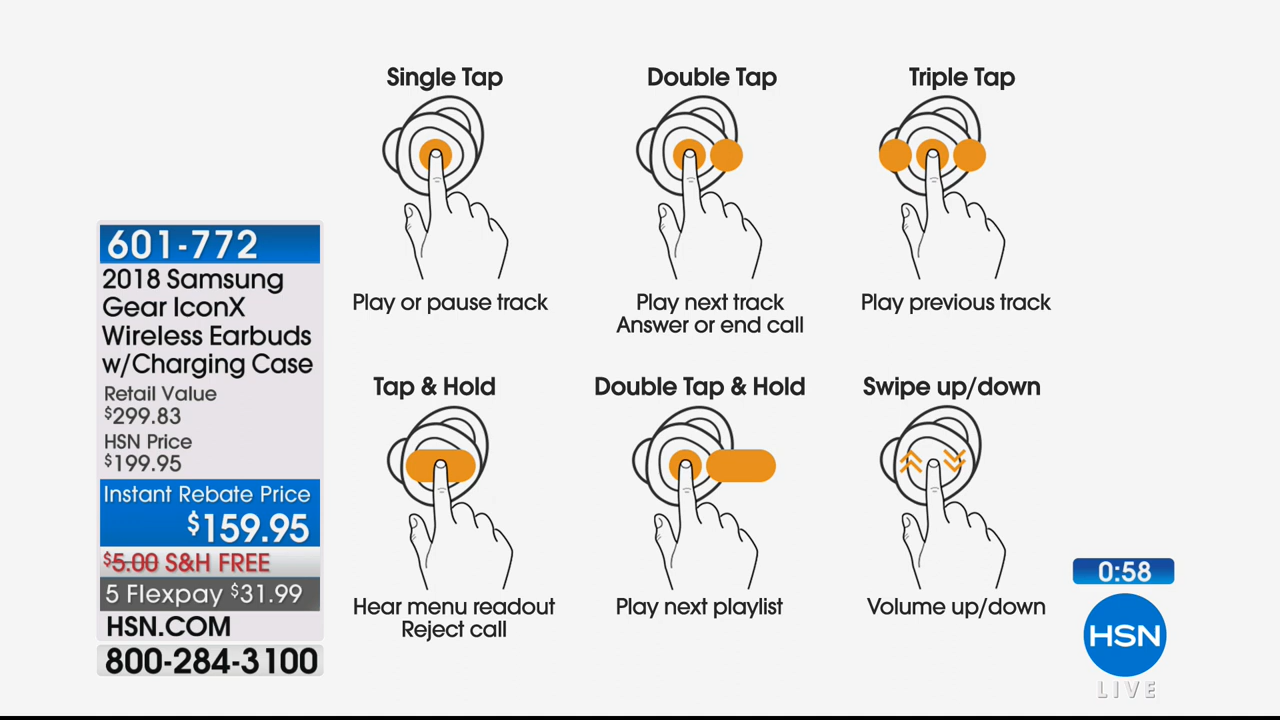 Single Tap
Double Tap
Triple Tap
Play or pause track
Play next track
Answer or end call
Play previous track
Tap & Hold
Double Tap & Hold
Swipe up/down
Hear menu readout
Reject call
Play next playlist
Volume up/down
601-772
2018 Samsung
Gear IconX
Wireless Earbuds
w/Charging Case
Retail Value
$299.83
HSN Price
$199.95
Instant Rebate Price
$159.95
$5.00 S&H FREE
5 Flexpay $31.99
HSN.COM
800-284-3100
0:58
HSN
LIVE